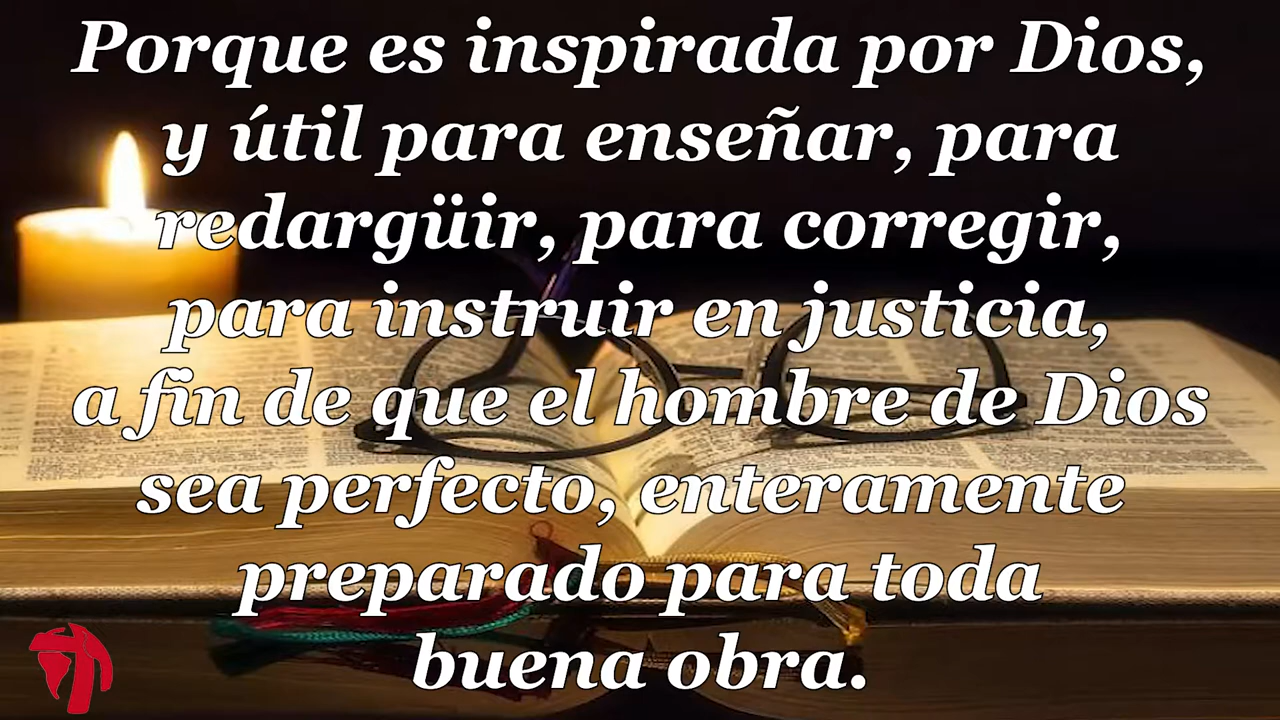 Porque es inspirada por Dios,
y útil para enseñar, para
redargüir, para corregir,
para instruir en justicia,
a fin de que el hombre de Dios
sea perfecto, enteramente
preparado para toda
buena obra.